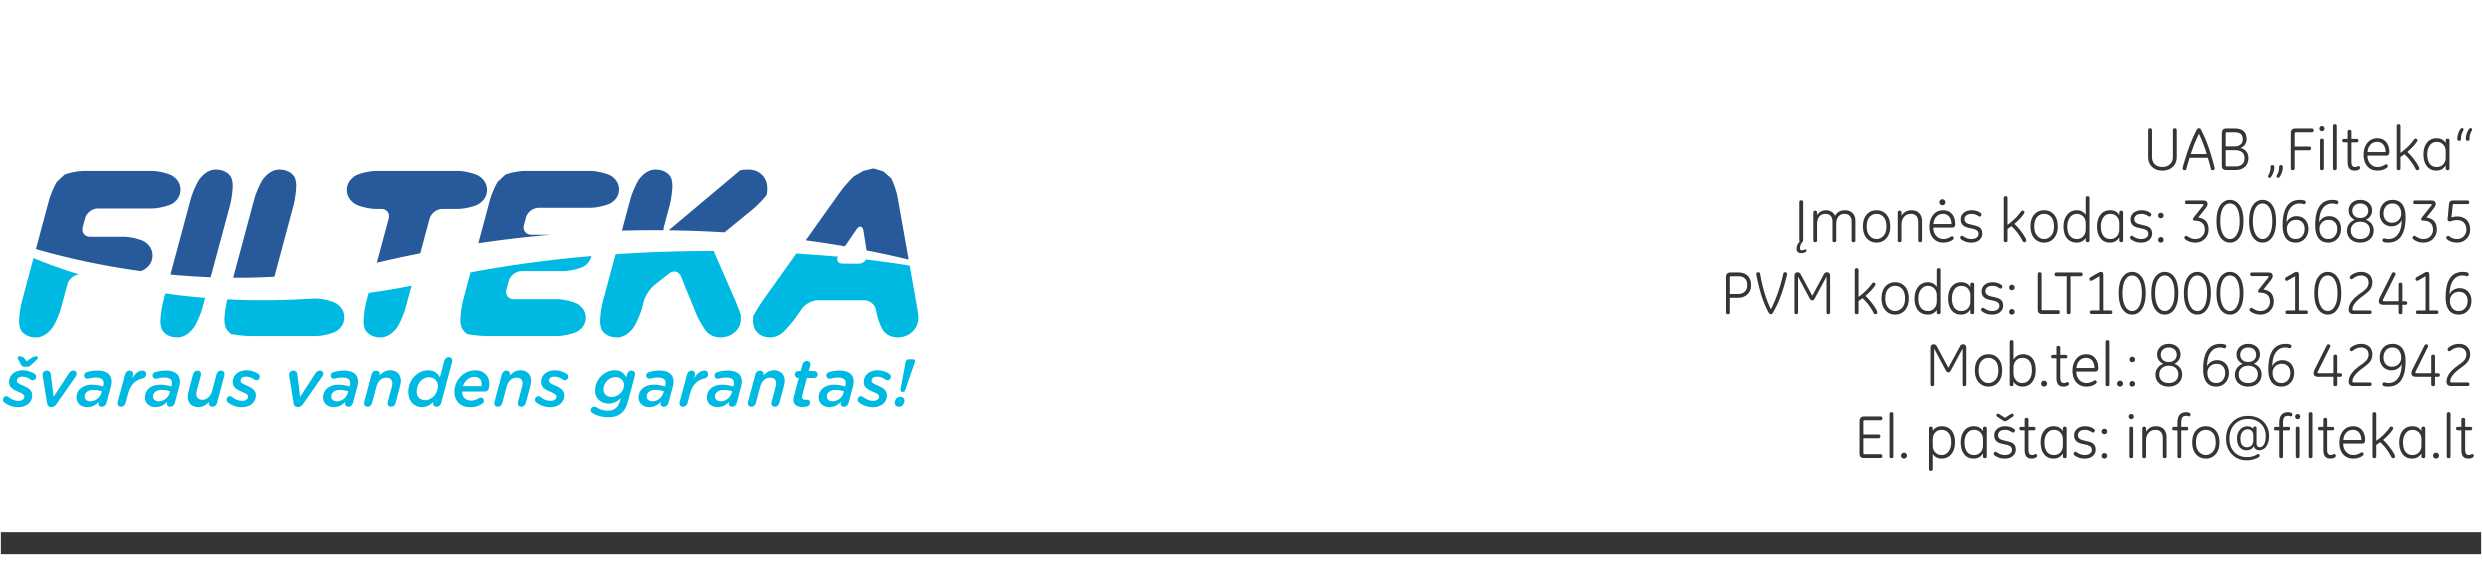 FILTEKA
švaraus vandens garantas!
UAB „Filteka“
Įmonės kodas: 300668935
PVM kodas: LT100003102416
Mob.tel.: 8 686 42942
El. paštas: info@filteka.lt